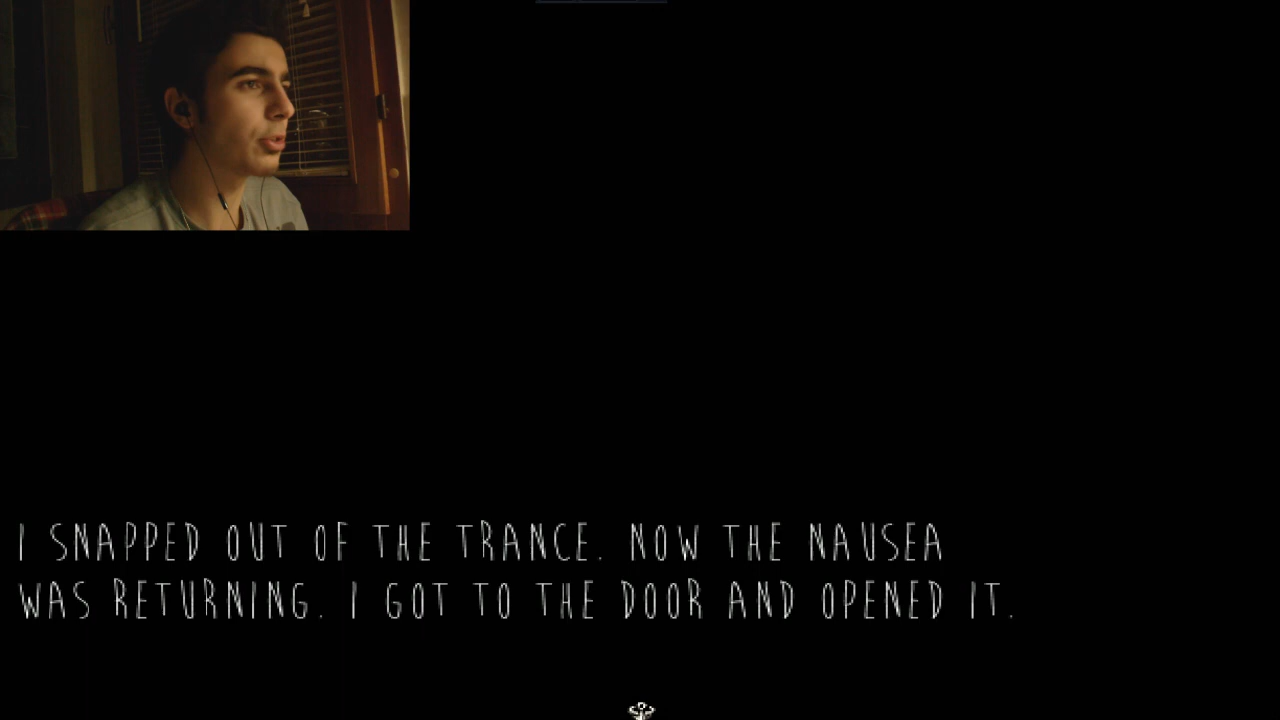 I SNAPPED OUT OF THE TRANCE. NOW THE NAUSEA
WAS RETURNING. I GOT TO THE DOOR AND OPENED IT.